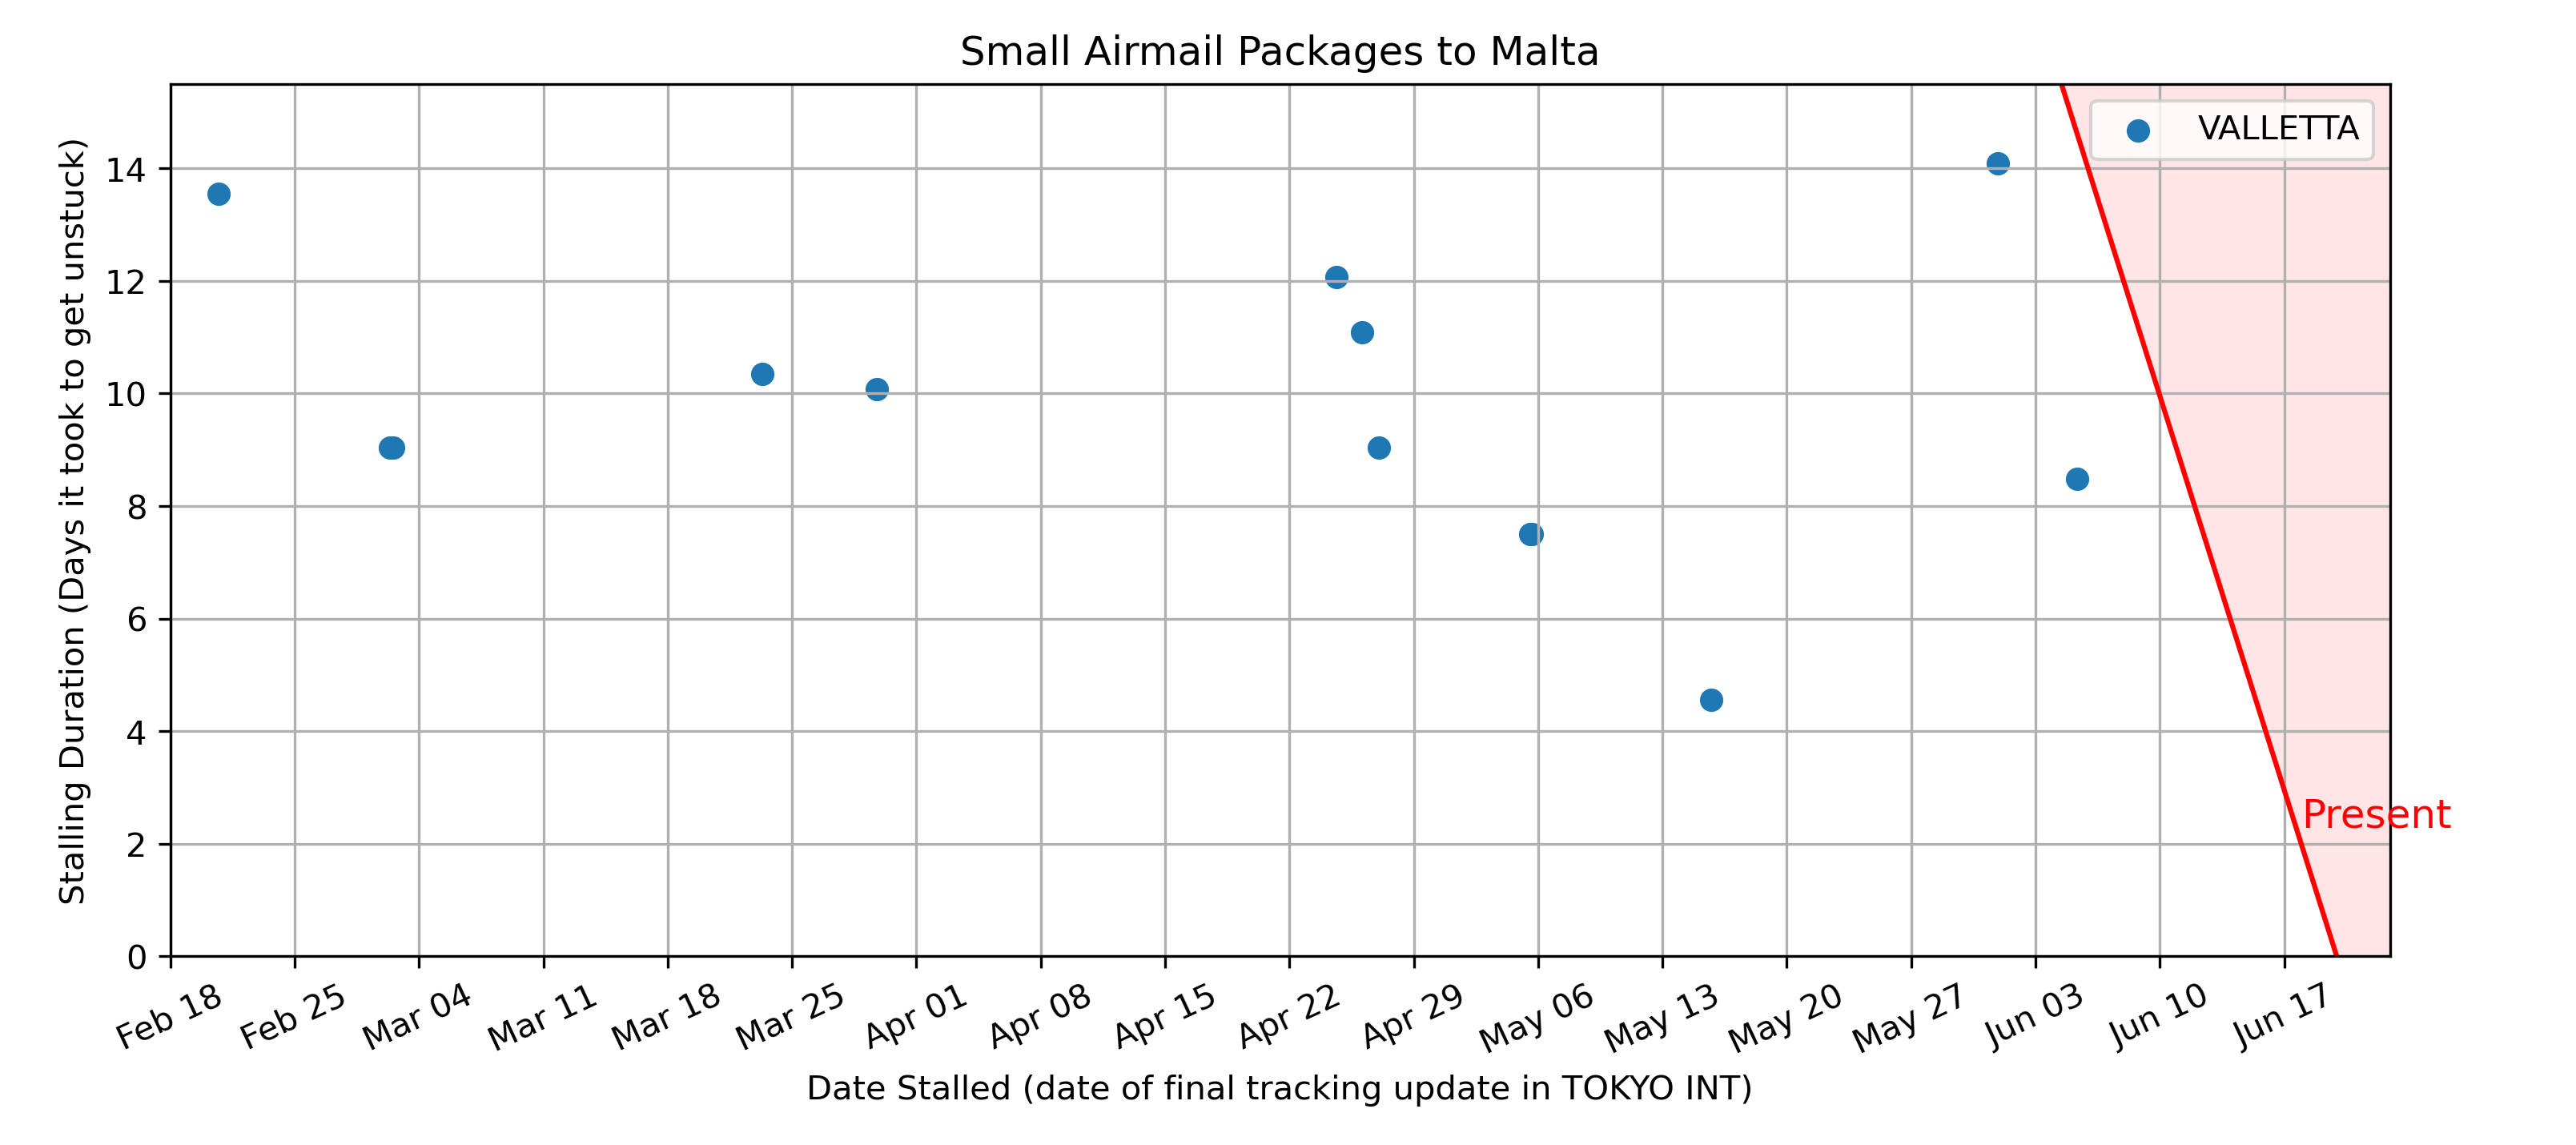 Small Airmail Packages to Malta
VALLETTA
Stalling Duration (Days it took to get unstuck)
14
12
10
8
6
4
2
0
Present
Feb 18
Feb 25
Mar 04
Mar 11
Mar 18
Mar 25
Apr 01
Apr 08
Apr 15
Apr 22
Apr 29
May 06
May 13
May 20
May 27
Jun 03
Jun 10
Jun 17
Date Stalled (date of final tracking update in TOKYO INT)